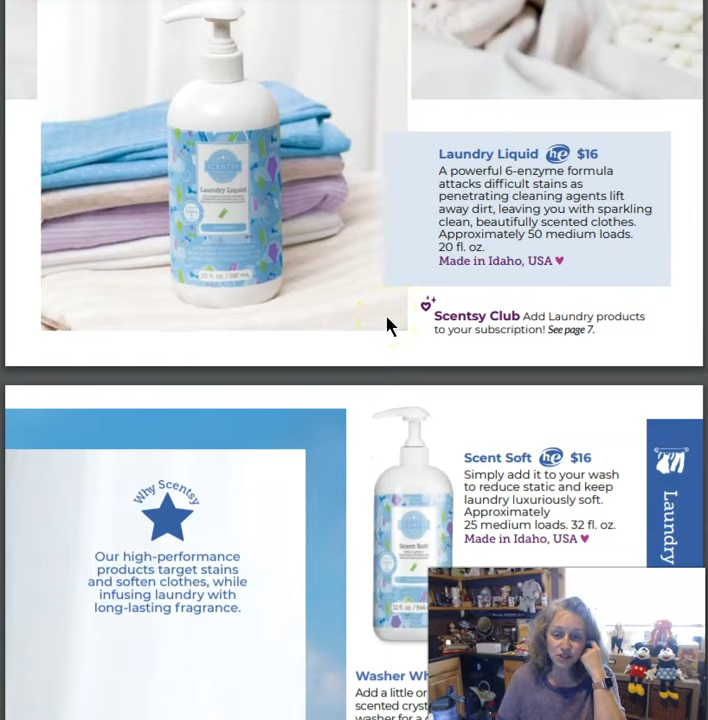 SCENTSY
Laundry Liquid
20 fl. oz. / 591 mL
Laundry Liquid he $16
A powerful 6-enzyme formula
attacks difficult stains as
penetrating cleaning agents lift
away dirt, leaving you with sparkling
clean, beautifully scented clothes.
Approximately 50 medium loads.
20 fl. oz.
Made in Idaho, USA ♥
Scentsy Club Add Laundry products
to your subscription! See page 7.
Why Scentsy
Our high-performance
products target stains
and soften clothes, while
infusing laundry with
long-lasting fragrance.
Scent Soft
Scent Soft he $16
Simply add it to your wash
to reduce static and keep
laundry luxuriously soft.
Approximately
25 medium loads. 32 fl. oz.
Made in Idaho, USA ♥
Laundry
Washer Wh
Add a little or
scented cryst
washer for a